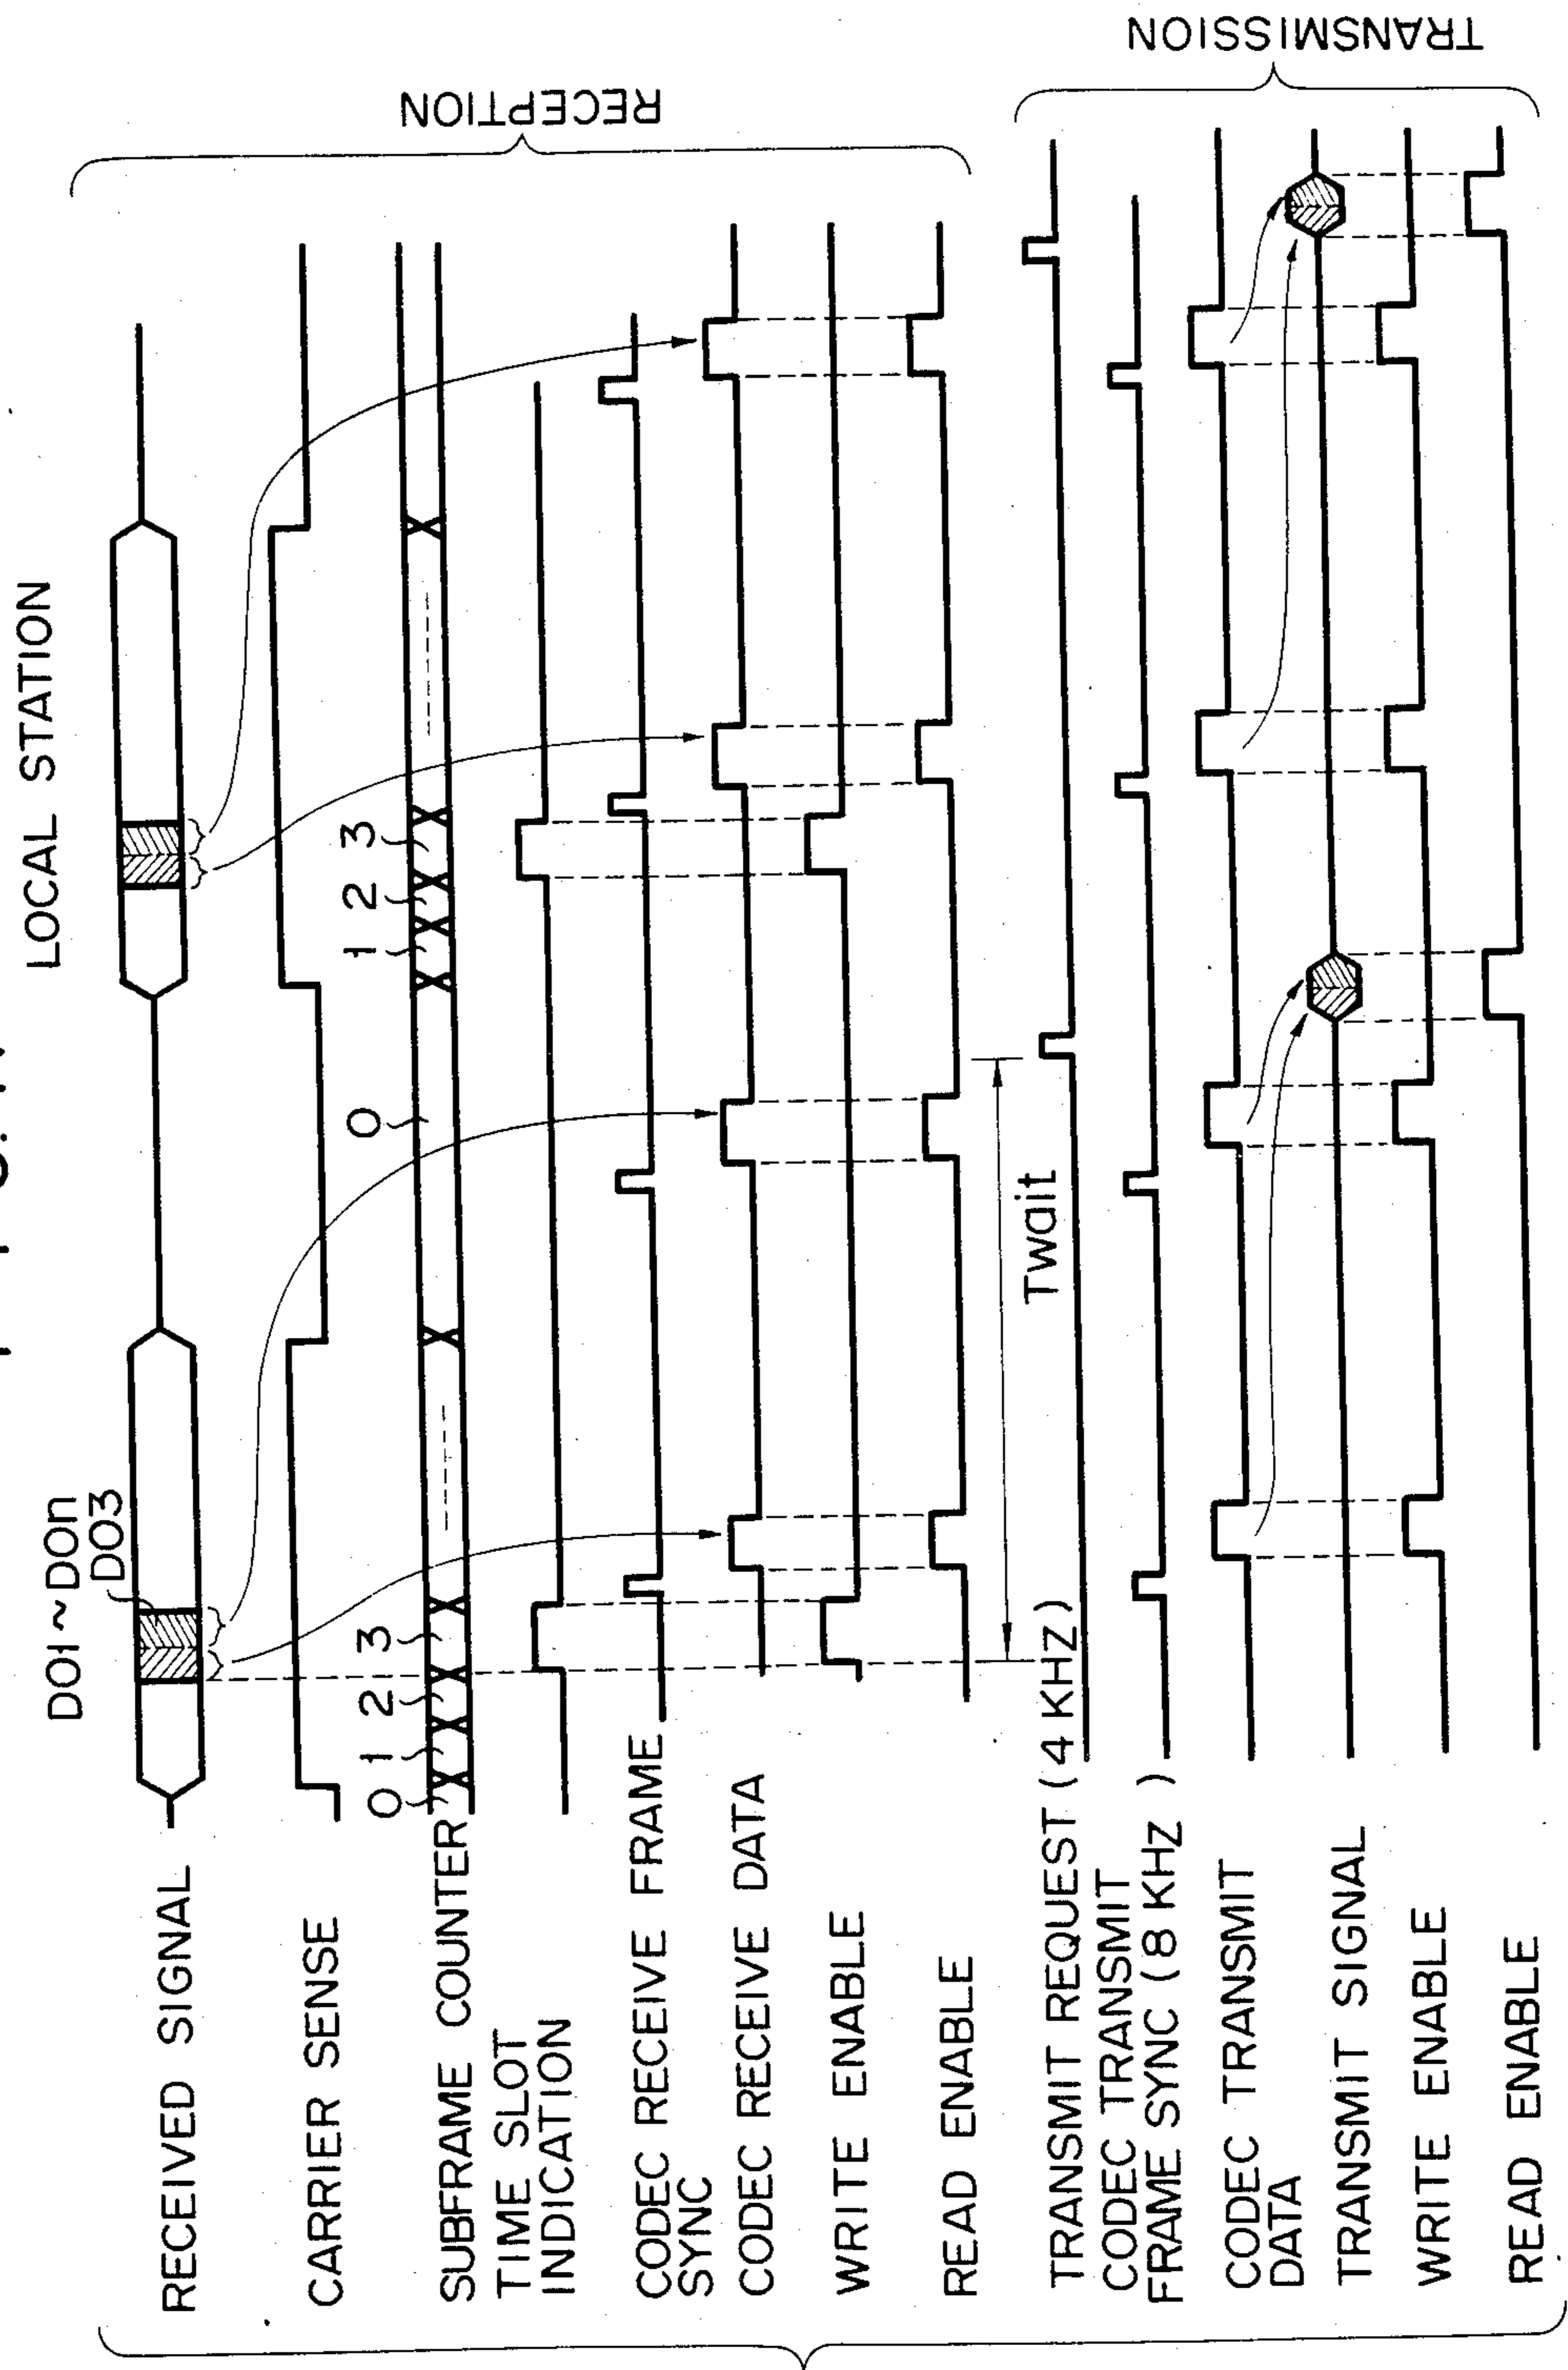 LOCAL STATION
DO1~DOn
DO3
RECEIVED SIGNAL
CARRIER SENSE
SUBFRAME COUNTER
0 1 2 3 0 1 2 3
TIME SLOT
INDICATION
CODEC RECEIVE FRAME
SYNC
CODEC RECEIVE DATA
WRITE ENABLE
READ ENABLE
RECEPTION
Twait
TRANSMIT REQUEST (4 KHZ)
CODEC TRANSMIT
FRAME SYNC (8 KHZ )
CODEC TRANSMIT
DATA
TRANSMIT SIGNAL
WRITE ENABLE
READ ENABLE
TRANSMISSION